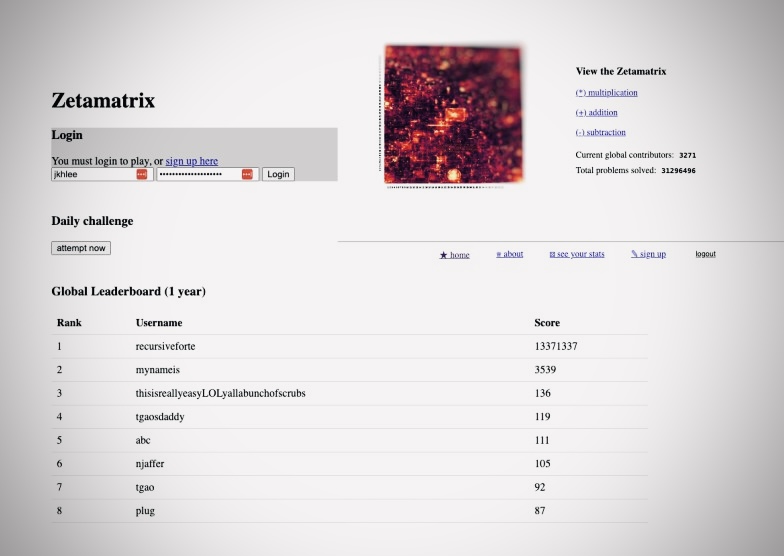 Zetamatrix
Login
You must login to play, or sign up here
jkhlee ••••••••••••••••••• Login
Daily challenge
attempt now
View the Zetamatrix
(*) multiplication
(+) addition
(-) subtraction
Current global contributors: 3271
Total problems solved: 31296496
★ home ≡ about ⊠ see your stats ✎ sign up logout
Global Leaderboard (1 year)
Rank Username Score
1 recursiveforte 13371337
2 mynameis 3539
3 thisisreallyeasyLOLyallabunchofscrubs 136
4 tgaosdaddy 119
5 abc 111
6 njaffer 105
7 tgao 92
8 plug 87